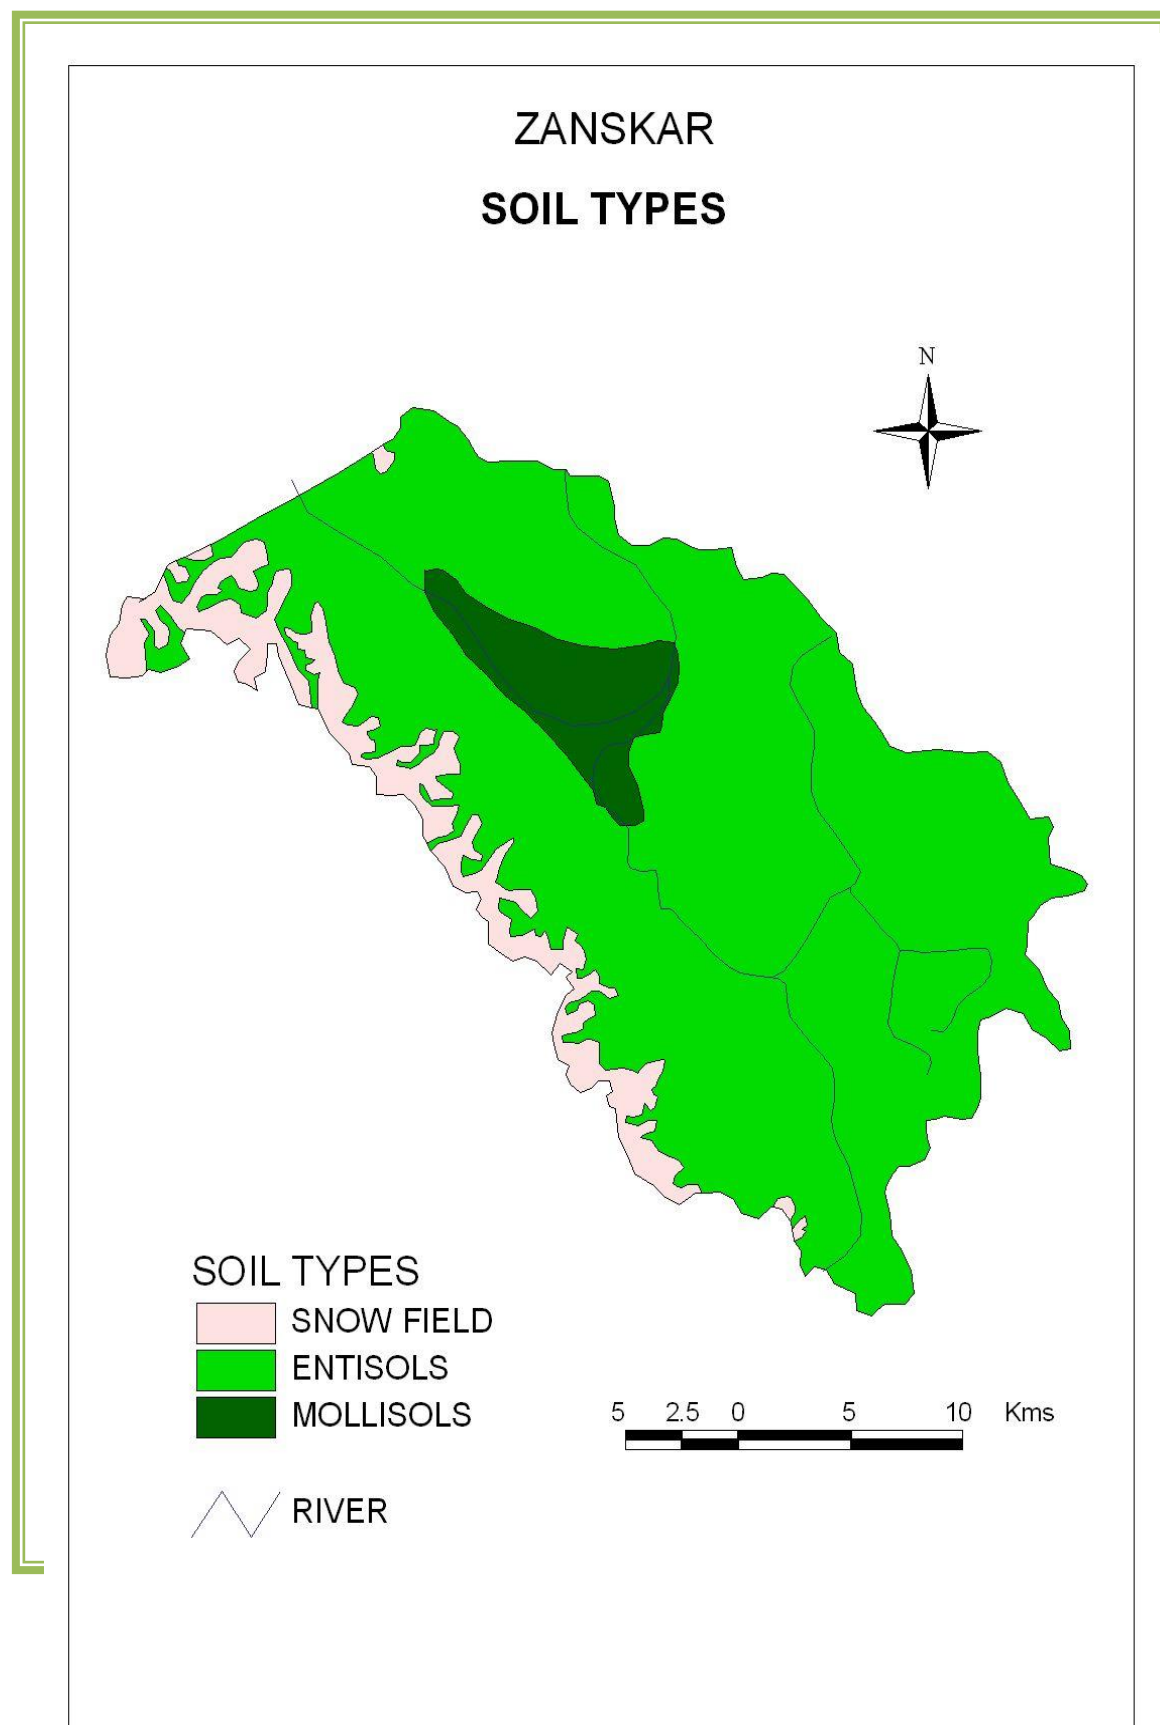 ZANSKAR
SOIL TYPES
N
SOIL TYPES
SNOW FIELD
ENTISOLS
MOLLISOLS
RIVER
5 2.5 0 5 10 Kms